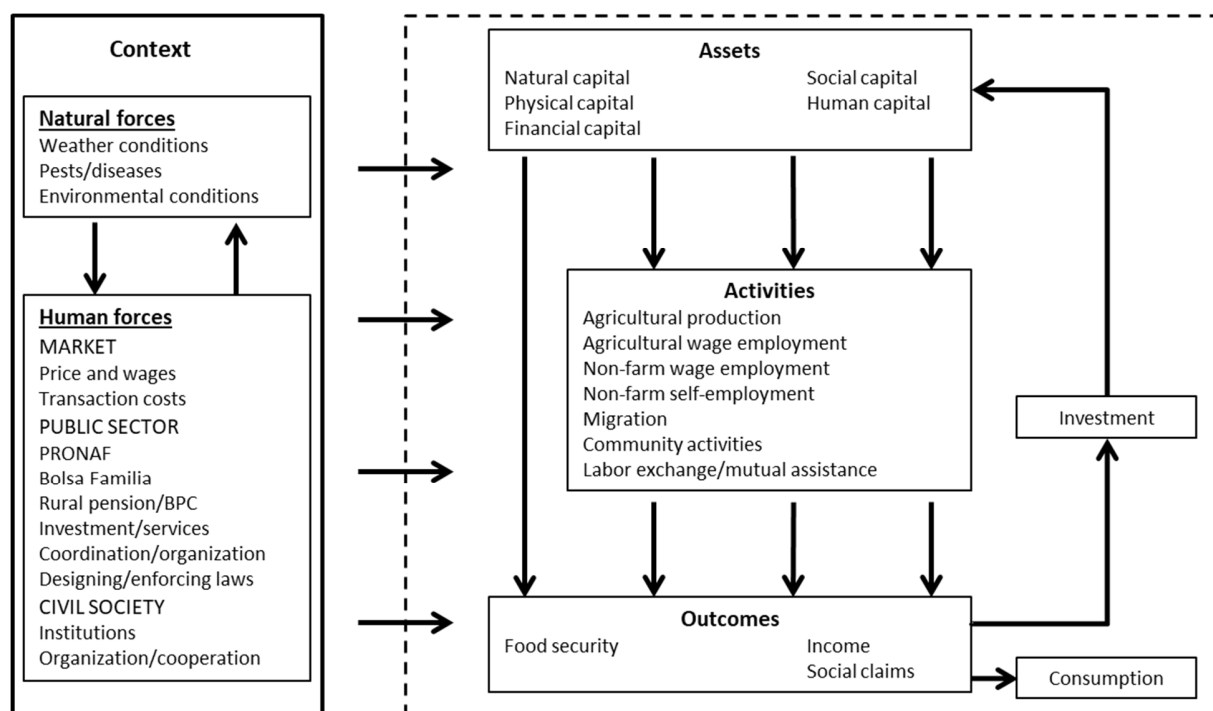 Context
Natural forces
Weather conditions
Pests/diseases
Environmental conditions
Human forces
MARKET
Price and wages
Transaction costs
PUBLIC SECTOR
PRONAF
Bolsa Familia
Rural pension/BPC
Investment/services
Coordination/organization
Designing/enforcing laws
CIVIL SOCIETY
Institutions
Organization/cooperation
Assets
Natural capital
Physical capital
Financial capital
Social capital
Human capital
Activities
Agricultural production
Agricultural wage employment
Non-farm wage employment
Non-farm self-employment
Migration
Community activities
Labor exchange/mutual assistance
Outcomes
Food security
Income
Social claims
Investment
Consumption